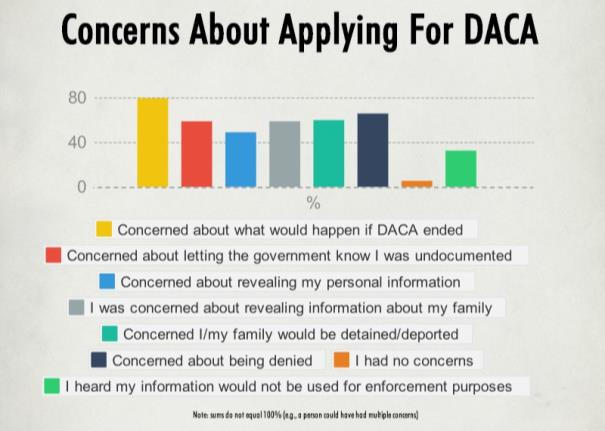 Concerns About Applying For DACA
80
40
0
%
Concerned about what would happen if DACA ended
Concerned about letting the government know I was undocumented
Concerned about revealing my personal information
I was concerned about revealing information about my family
Concerned I/my family would be detained/deported
Concerned about being denied I had no concerns
I heard my information would not be used for enforcement purposes
Note: sums do not equal 100% (e.g., a person could have had multiple concerns)